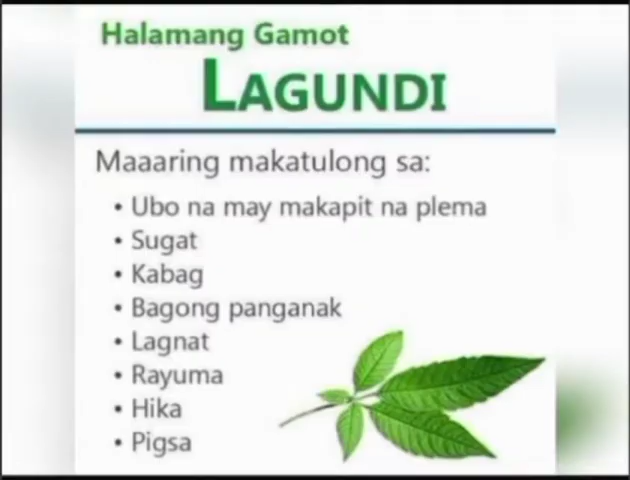 Halamang Gamot
LAGUNDI
Maaaring makatulong sa:
• Ubo na may makapit na plema
• Sugat
• Kabag
• Bagong panganak
• Lagnat
• Rayuma
• Hika
• Pigsa